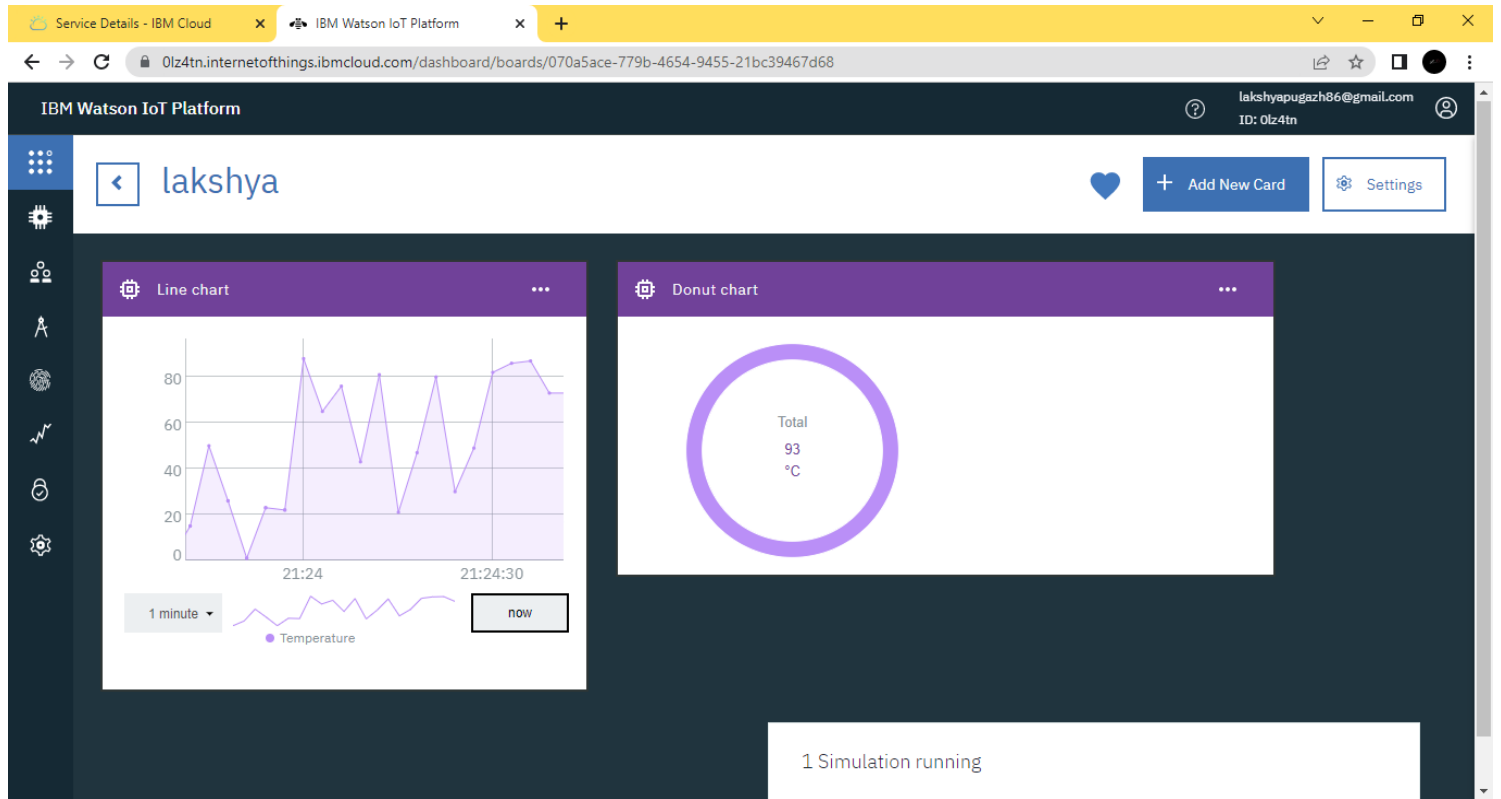 Service Details - IBM Cloud
IBM Watson IoT Platform
0lz4tn.internetofthings.ibmcloud.com/dashboard/boards/070a5ace-779b-4654-9455-21bc39467d68
IBM Watson IoT Platform
lakshyapugazh86@gmail.com
ID: 0lz4tn
lakshya
Add New Card
Settings
Line chart
80
60
40
20
0
21:24 21:24:30
1 minute
now
Temperature
Donut chart
Total
93
°C
1 Simulation running